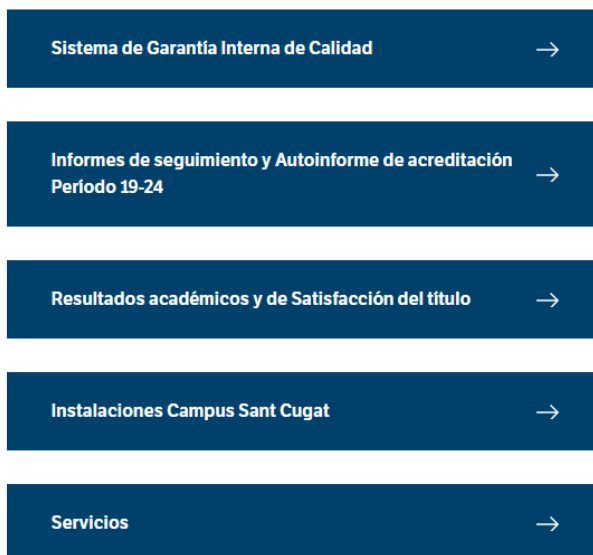 Sistema de Garantía Interna de Calidad
Informes de seguimiento y Autoinforme de acreditación
Período 19-24
Resultados académicos y de Satisfacción del título
Instalaciones Campus Sant Cugat
Servicios